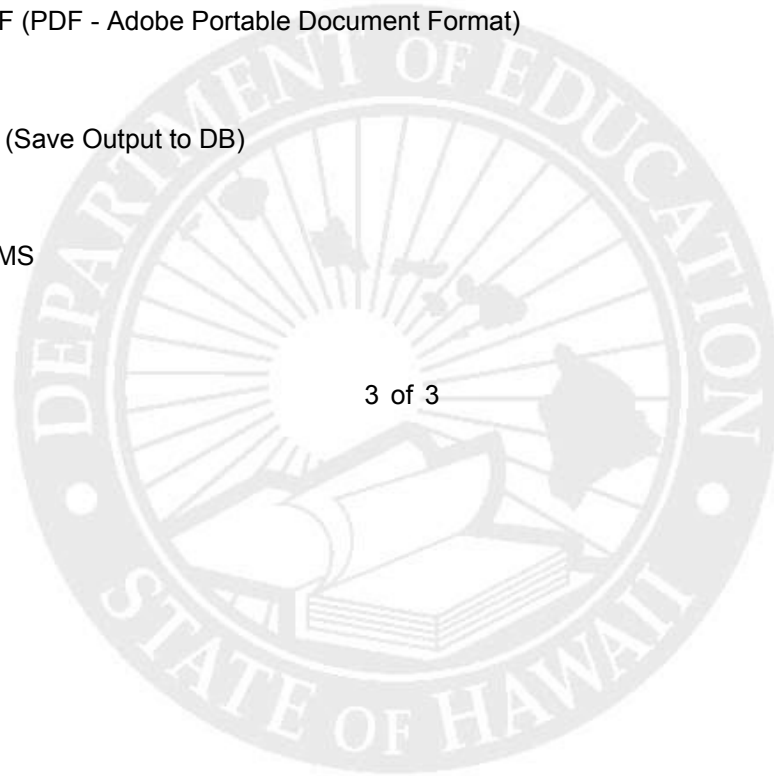 F (PDF - Adobe Portable Document Format)
(Save Output to DB)
MS
3 of 3
DEPARTMENT OF EDUCATION
STATE OF HAWAII